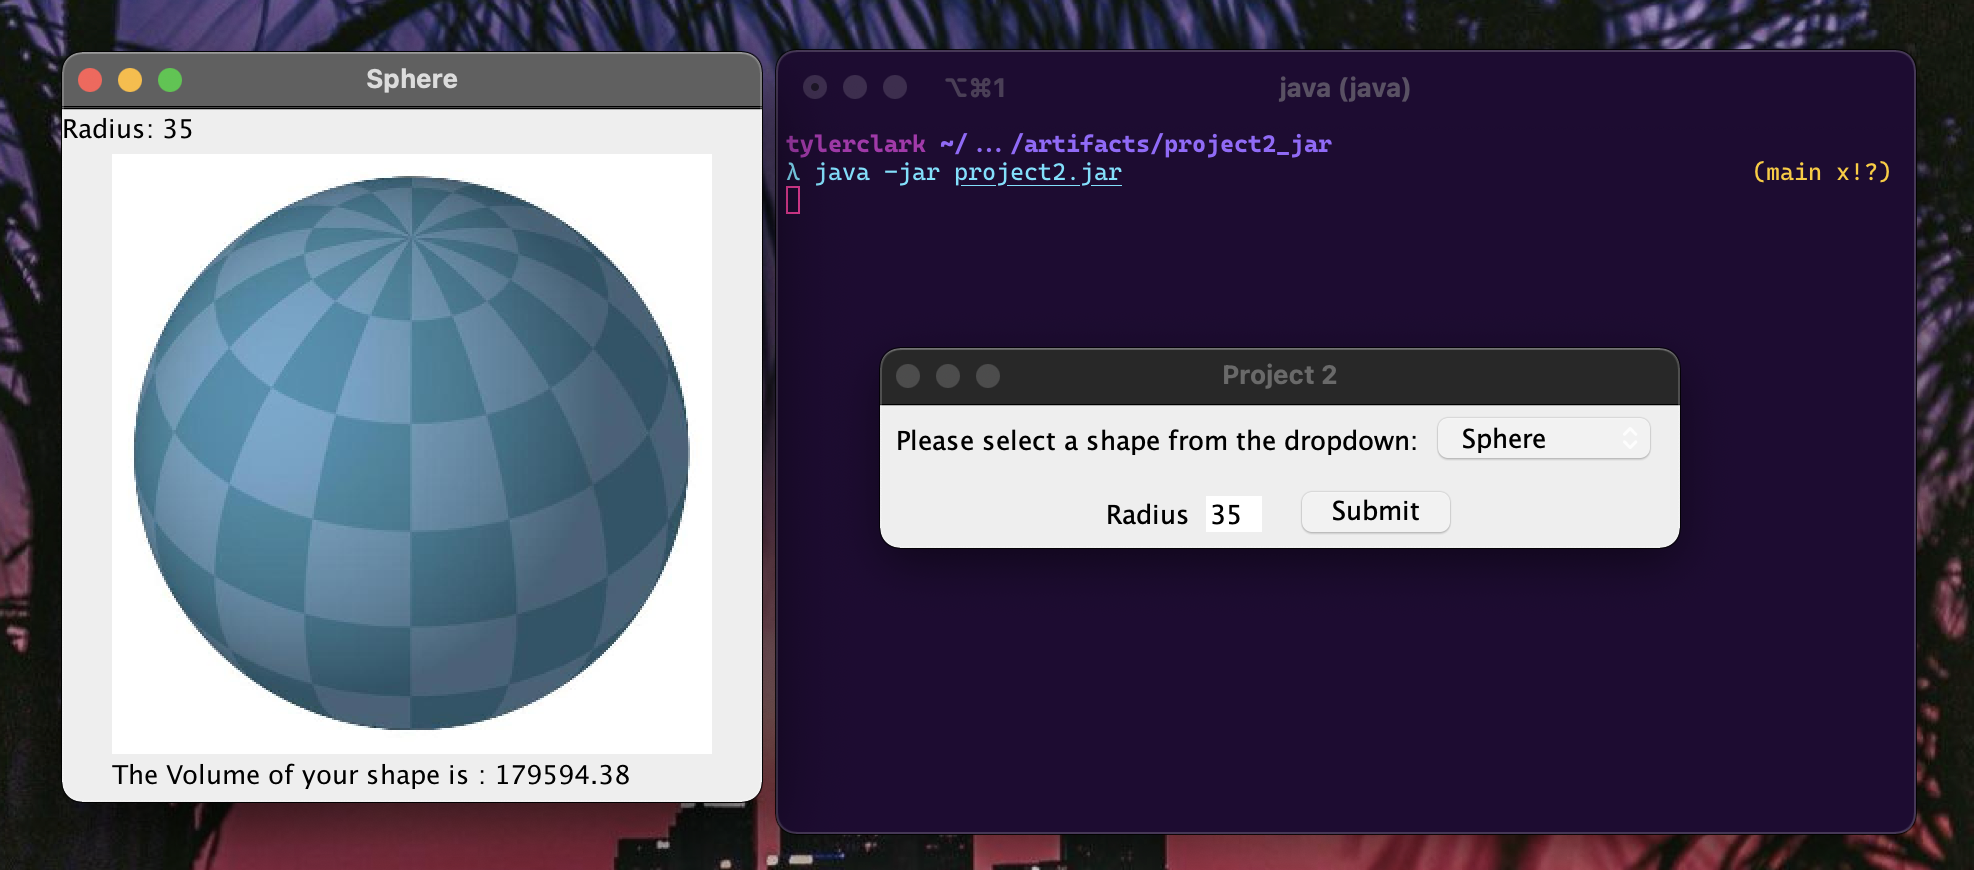 Sphere
Radius: 35
The Volume of your shape is : 179594.38
⌥⌘1
java (java)
tylerclark ~/ … /artifacts/project2_jar
λ java -jar project2.jar
(main x!?)
Project 2
Please select a shape from the dropdown:
Sphere
Radius
35
Submit